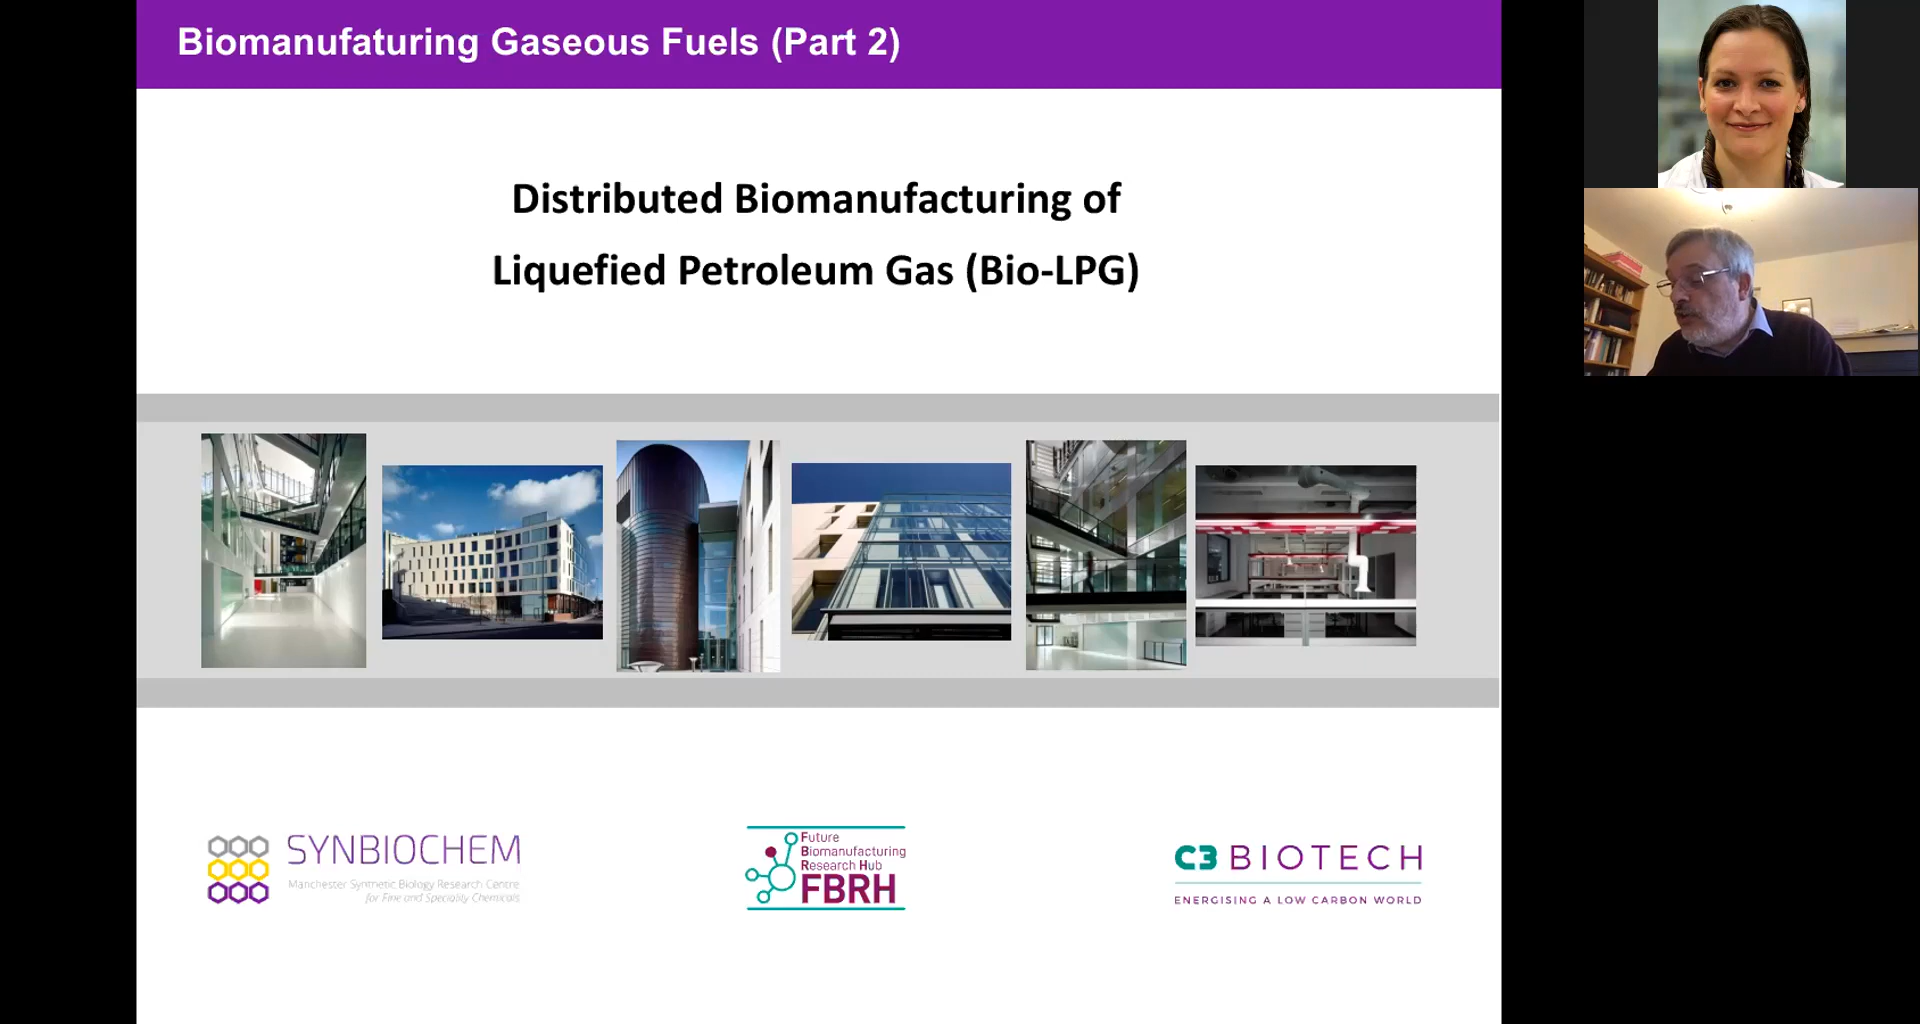 Biomanufaturing Gaseous Fuels (Part 2)
Distributed Biomanufacturing of
Liquefied Petroleum Gas (Bio-LPG)
SYNBIOCHEM
Manchester Synthetic Biology Research Centre
for Fine and Speciality Chemicals
Future
Biomanufacturing
Research Hub
FBRH
C3 BIOTECH
ENERGISING A LOW CARBON WORLD